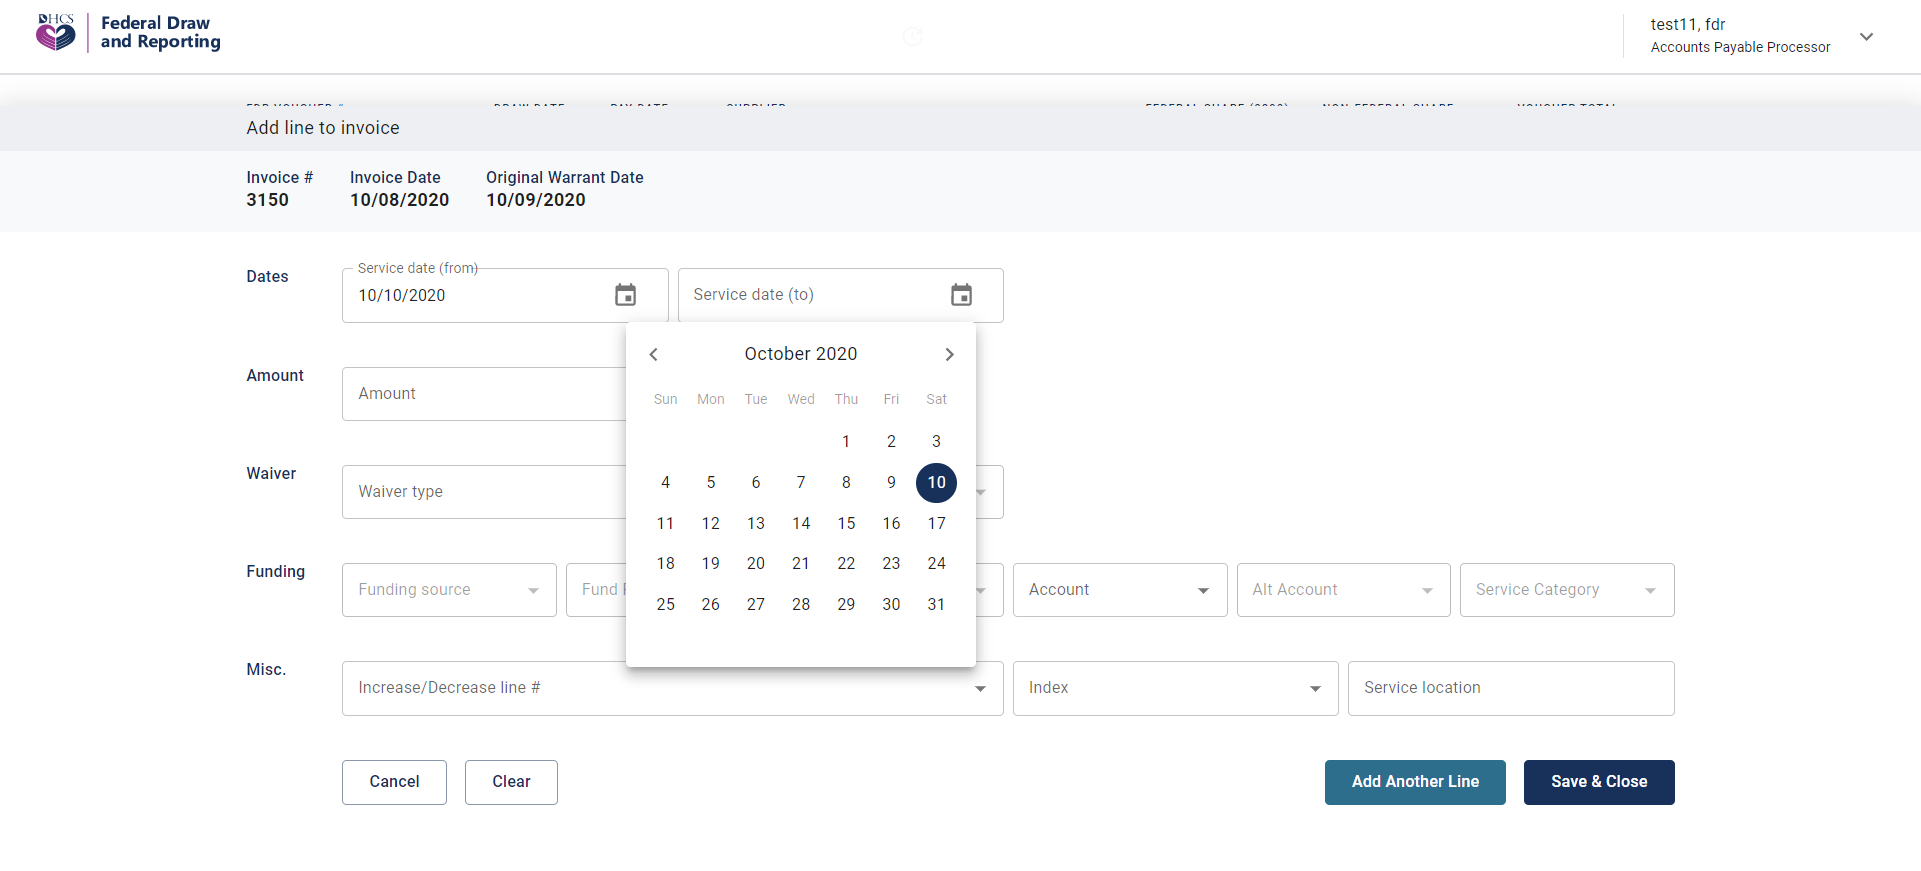 DHCS
Federal Draw
and Reporting
test11, fdr
Accounts Payable Processor
Add line to invoice
Invoice # Invoice Date Original Warrant Date
3150 10/08/2020 10/09/2020
Dates
Service date (from)
10/10/2020
Service date (to)
October 2020
Sun Mon Tue Wed Thu Fri Sat
1 2 3
4 5 6 7 8 9 10
11 12 13 14 15 16 17
18 19 20 21 22 23 24
25 26 27 28 29 30 31
Amount
Amount
Waiver
Waiver type
Funding
Funding source Fund Account Alt Account Service Category
Misc.
Increase/Decrease line # Index Service location
Cancel Clear Add Another Line Save & Close